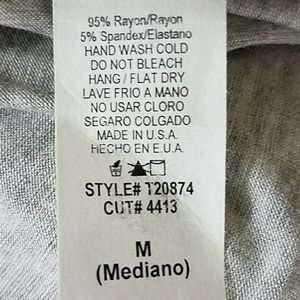 95% Rayon/Rayon
5% Spandex/Elastano
HAND WASH COLD
DO NOT BLEACH
HANG / FLAT DRY
LAVE FRIO A MANO
NO USAR CLORO
SEGARO COLGADO
MADE IN U.S.A.
HECHO EN E.U.A.
STYLE# T20874
CUT# 4413
M
(Mediano)